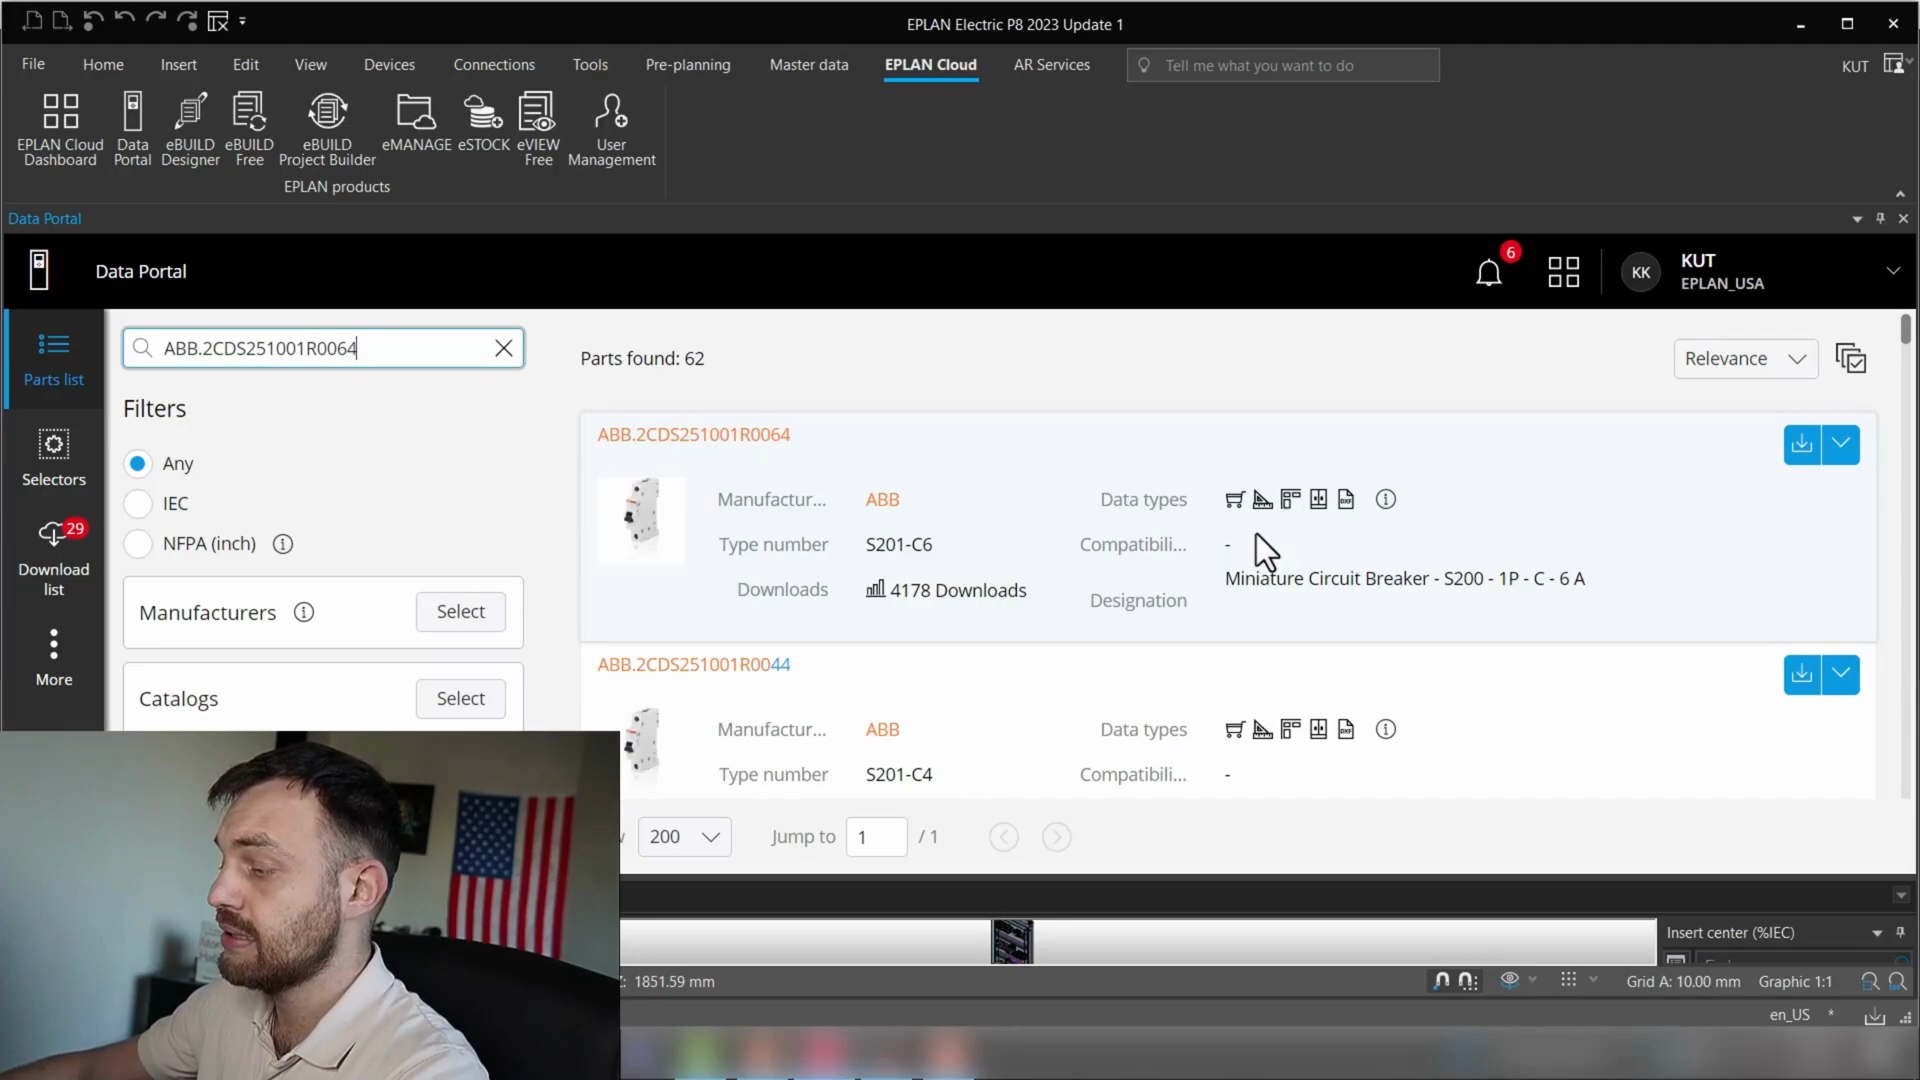 EPLAN Electric P8 2023 Update 1
File Home Insert Edit View Devices Connections Tools Pre-planning Master data EPLAN Cloud AR Services Tell me what you want to do KUT
EPLAN Cloud Dashboard
Data Portal
eBUILD Designer
eBUILD Free
eBUILD Project Builder
eMANAGE
eSTOCK
eVIEW Free
User Management
EPLAN products
Data Portal
Data Portal
6
KK
KUT
EPLAN_USA
Parts list
Selectors
29
Download list
More
ABB.2CDS251001R0064
Filters
Any
IEC
NFPA (inch)
Manufacturers Select
Catalogs Select
Parts found: 62
Relevance
ABB.2CDS251001R0064
Manufactur... ABB Data types
Type number S201-C6 Compatibili... -
Downloads 4178 Downloads Designation Miniature Circuit Breaker - S200 - 1P - C - 6 A
ABB.2CDS251001R0044
Manufactur... ABB Data types
Type number S201-C4 Compatibili... -
200 Jump to 1 / 1
Insert center (%IEC)
1851.59 mm
Grid A: 10.00 mm Graphic 1:1
en_US *